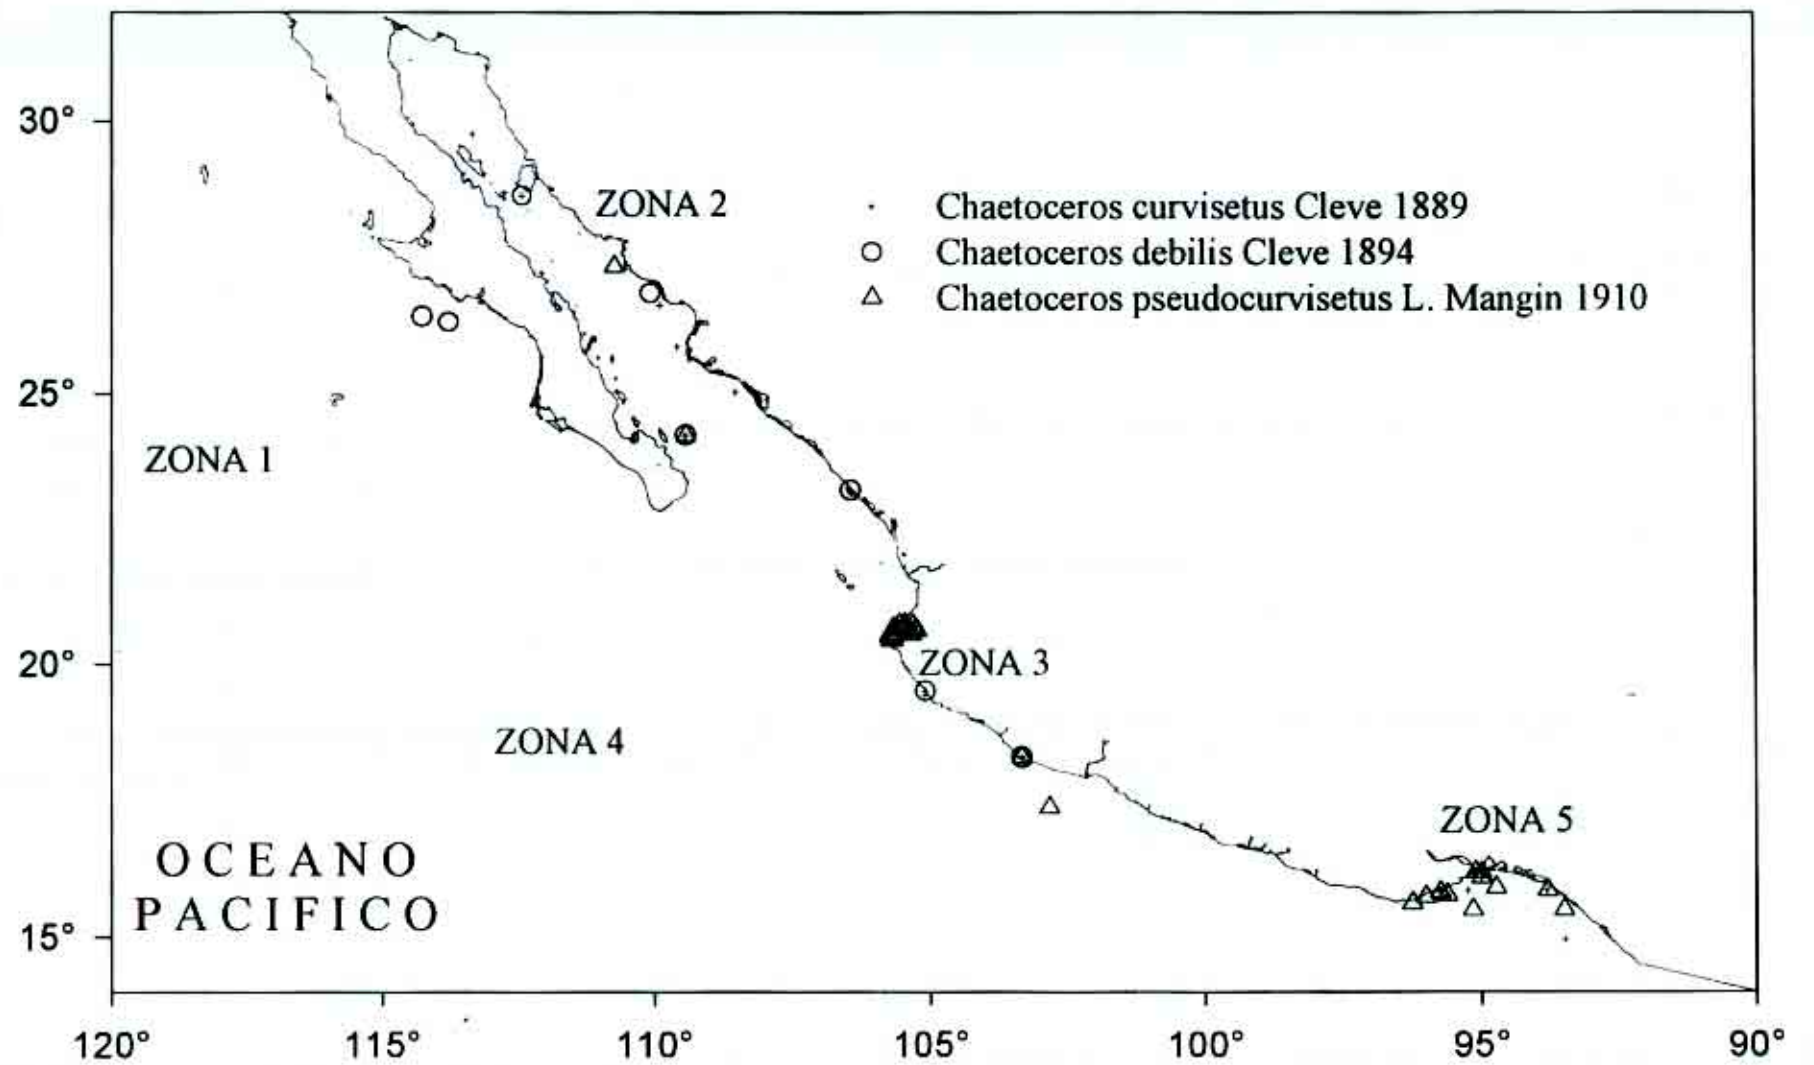 30°
ZONA 2
Chaetoceros curvisetus Cleve 1889
Chaetoceros debilis Cleve 1894
Chaetoceros pseudocurvisetus L. Mangin 1910
25°
ZONA 1
20°
ZONA 3
ZONA 4
ZONA 5
OCEANO
PACIFICO
15°
120° 115° 110° 105° 100° 95° 90°